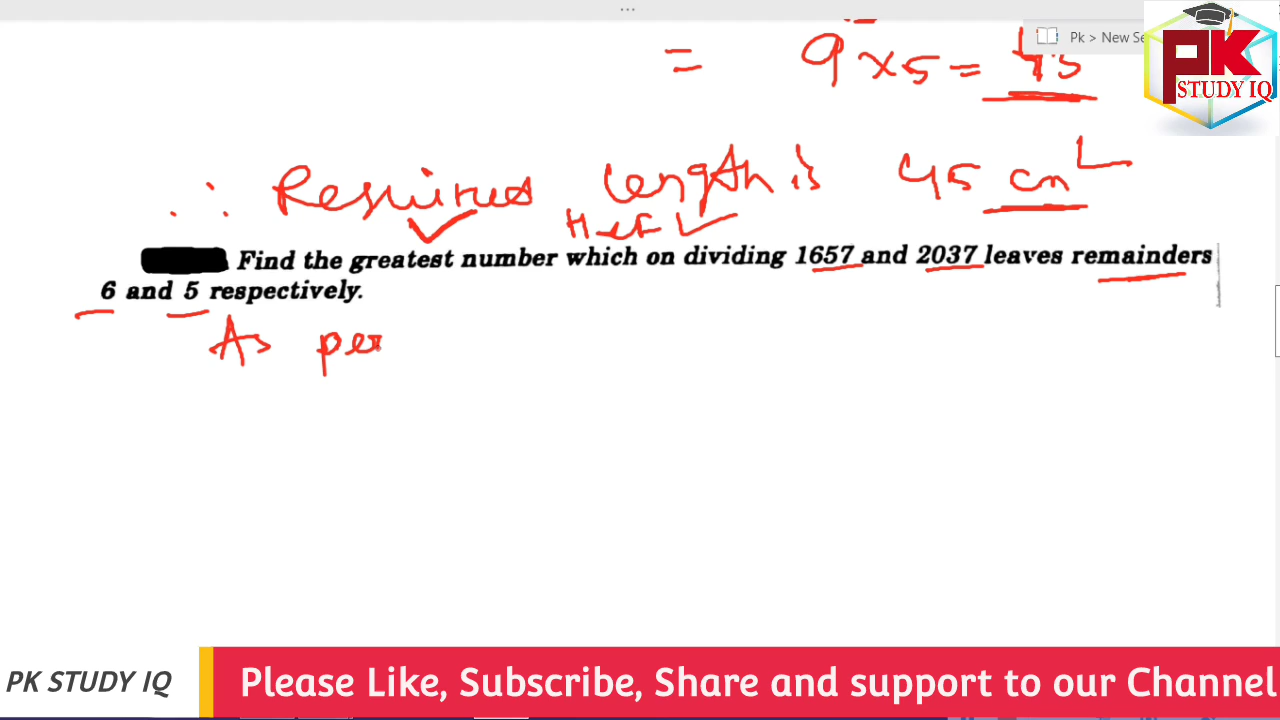 ...
= 9 x 5 = 45
Pk > New Se
PK
STUDY IQ
∴ Required length is 45 cm
HCF
Find the greatest number which on dividing 1657 and 2037 leaves remainders
6 and 5 respectively.
As per
PK STUDY IQ
Please Like, Subscribe, Share and support to our Channel